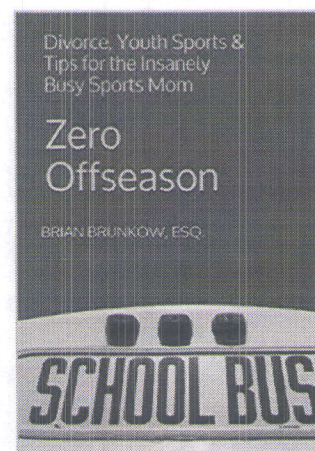 Divorce, Youth Sports &
Tips for the Insanely
Busy Sports Mom
Zero
Offseason
BRIAN BRUNKOW, ESQ.
SCHOOL BUS